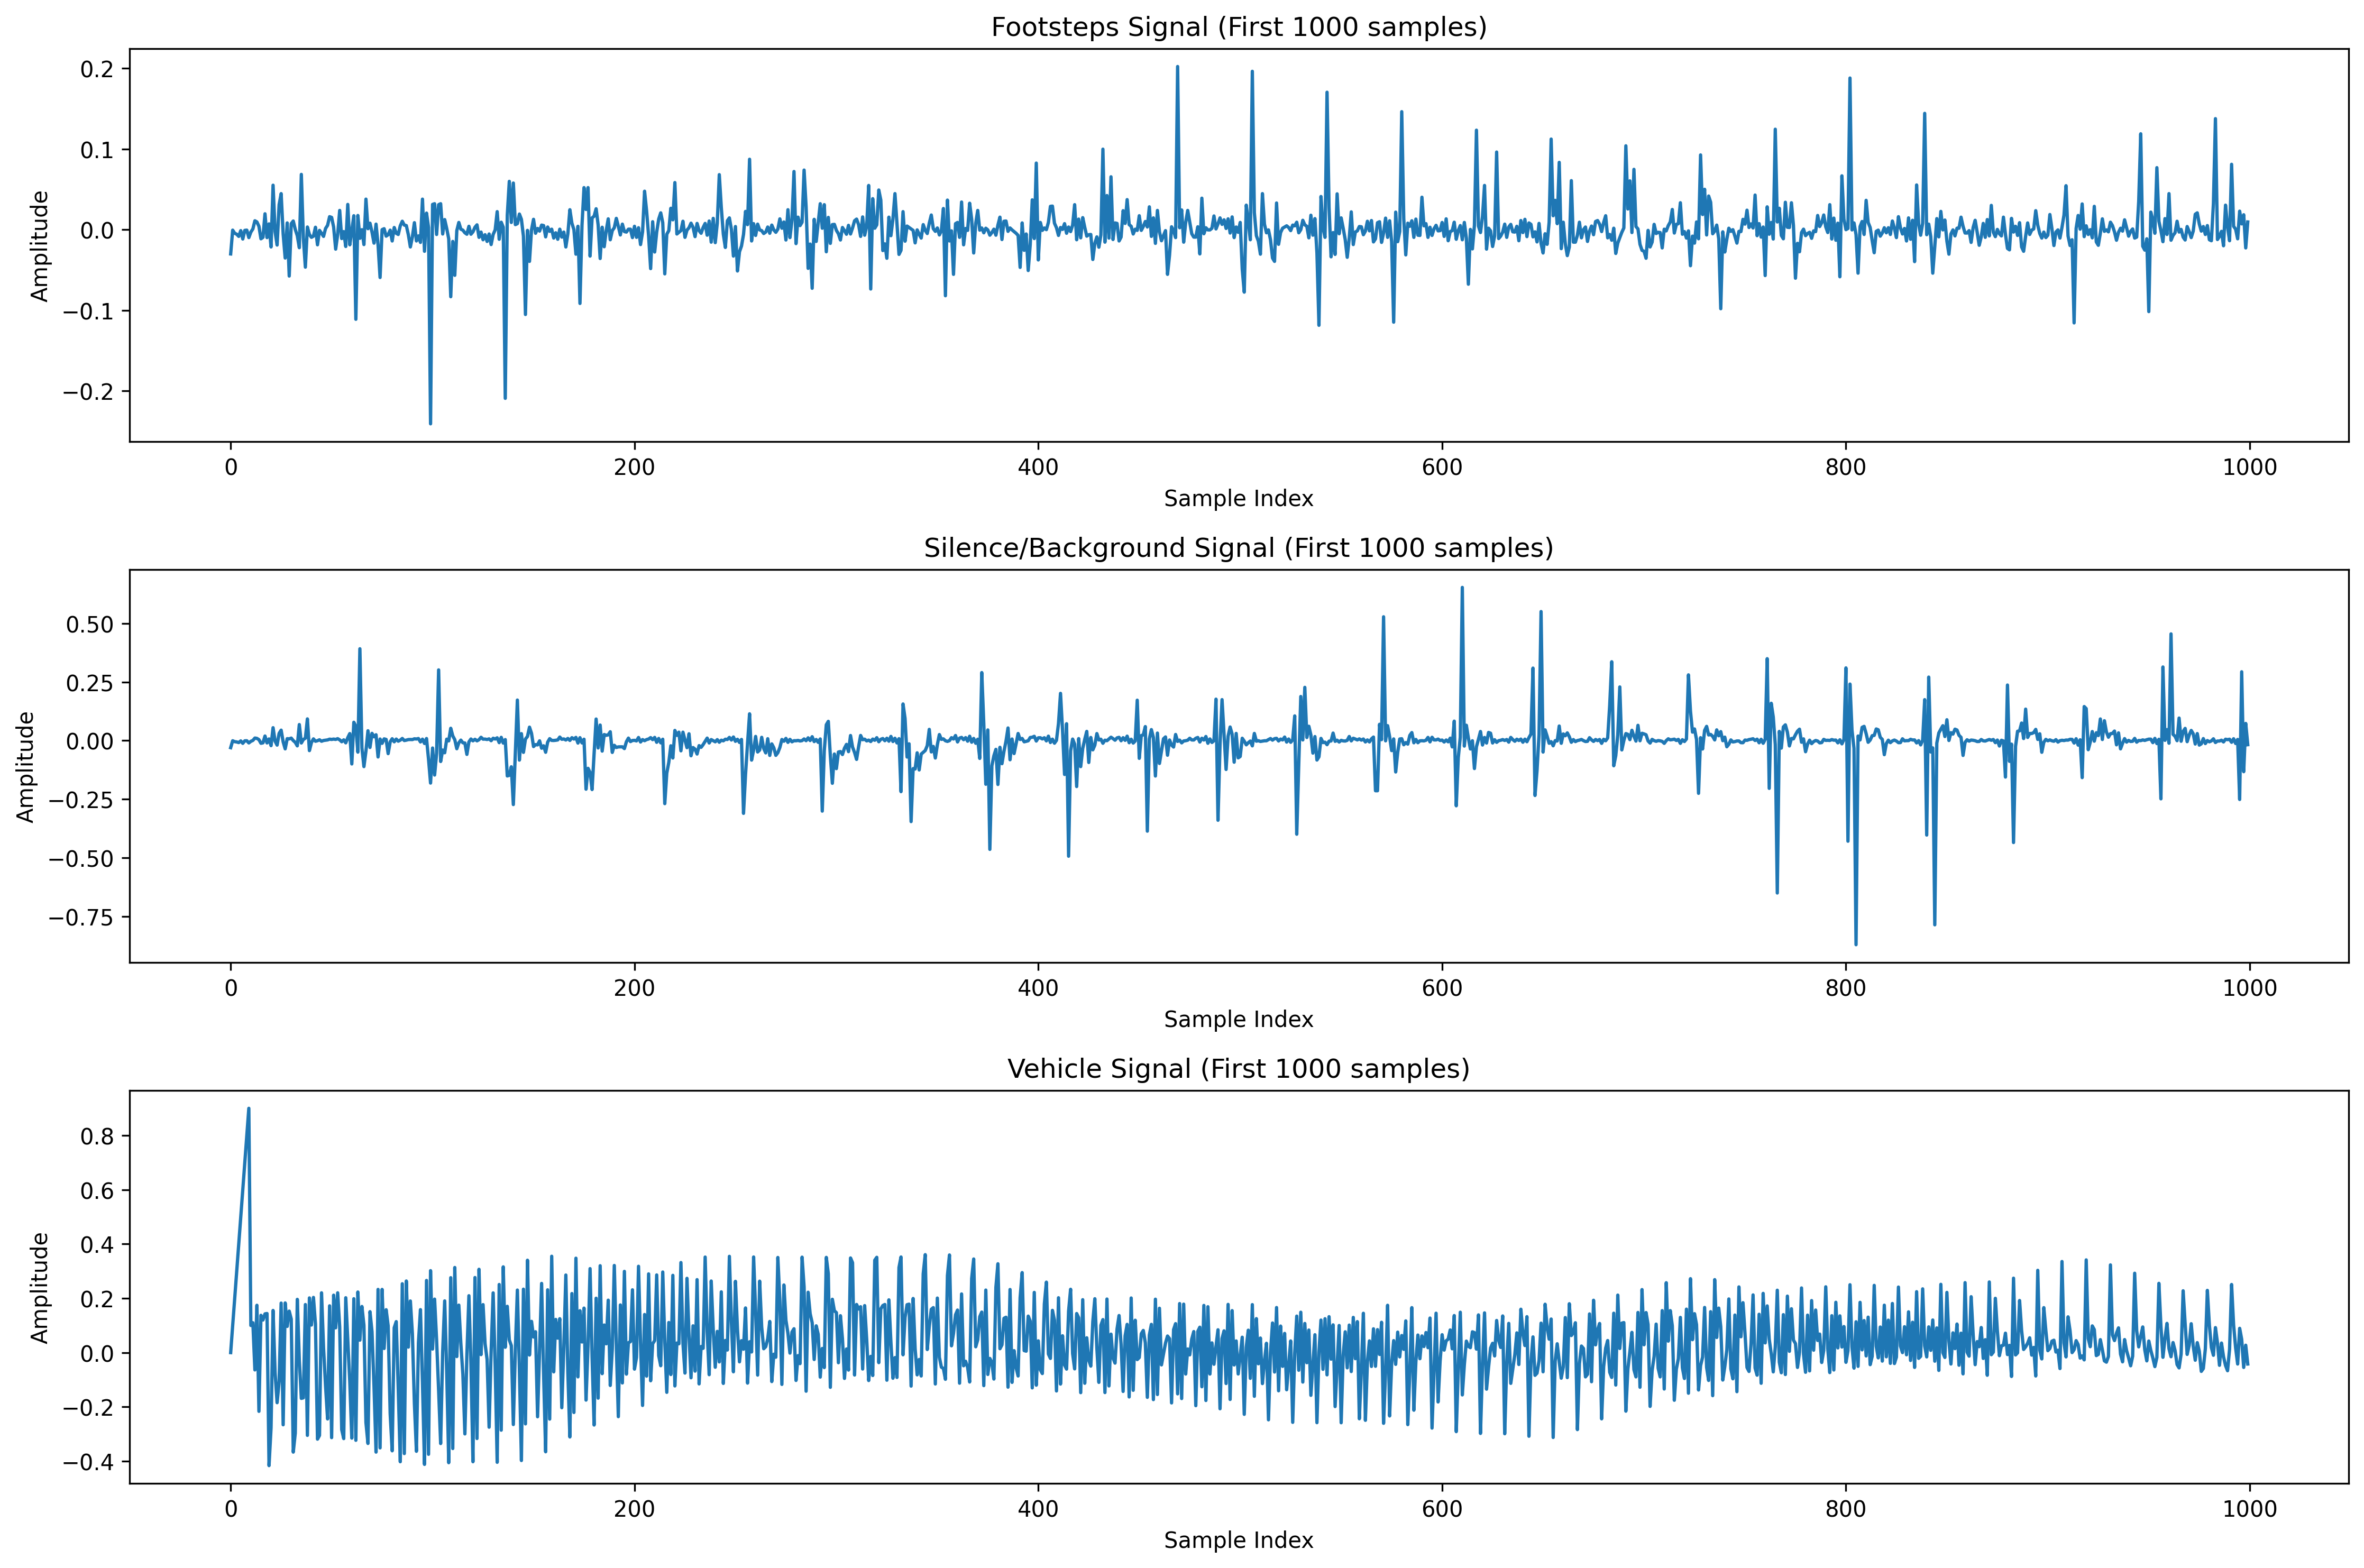 Footsteps Signal (First 1000 samples)
0.2
0.1
0.0
−0.1
−0.2
Amplitude
0 200 400 600 800 1000
Sample Index
Silence/Background Signal (First 1000 samples)
0.50
0.25
0.00
−0.25
−0.50
−0.75
Amplitude
0 200 400 600 800 1000
Sample Index
Vehicle Signal (First 1000 samples)
0.8
0.6
0.4
0.2
0.0
−0.2
−0.4
Amplitude
0 200 400 600 800 1000
Sample Index